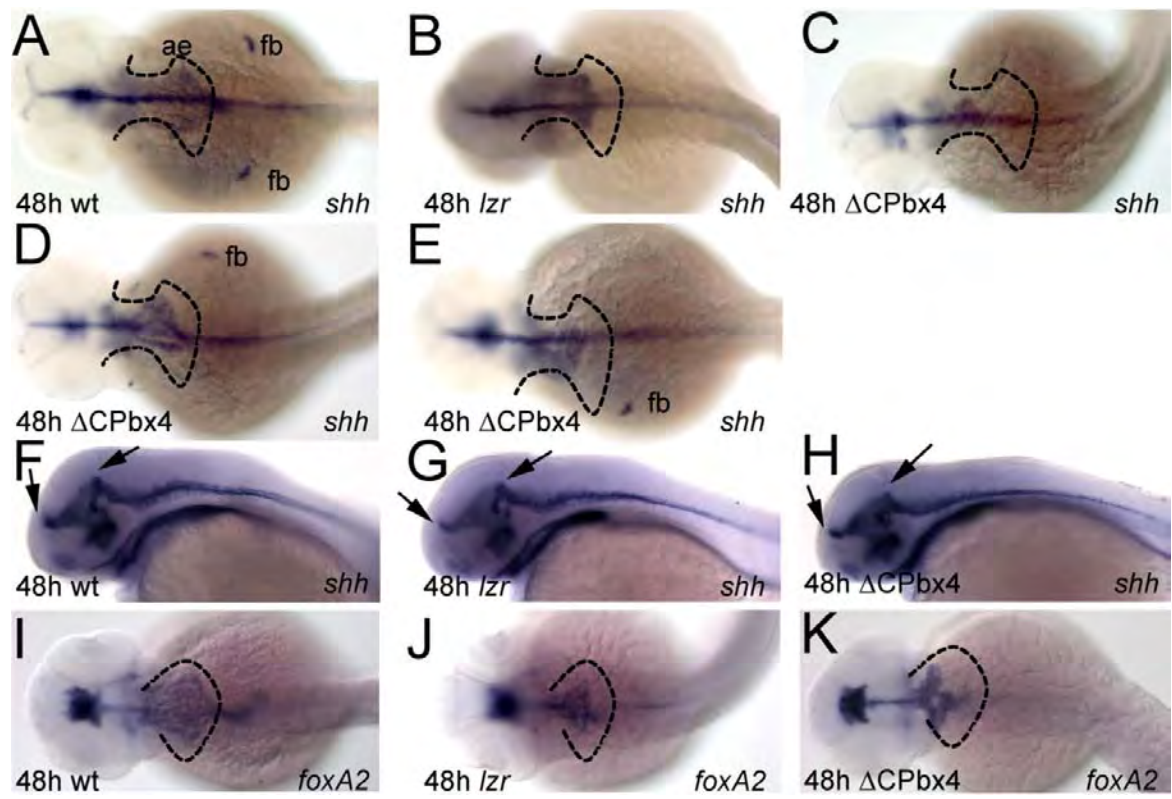 A
ae
fb
fb
48h wt
shh
B
48h lzr
shh
C
48h ΔCPbx4
shh
D
fb
48h ΔCPbx4
shh
E
fb
48h ΔCPbx4
shh
F
48h wt
shh
G
48h lzr
shh
H
48h ΔCPbx4
shh
I
48h wt
foxA2
J
48h lzr
foxA2
K
48h ΔCPbx4
foxA2